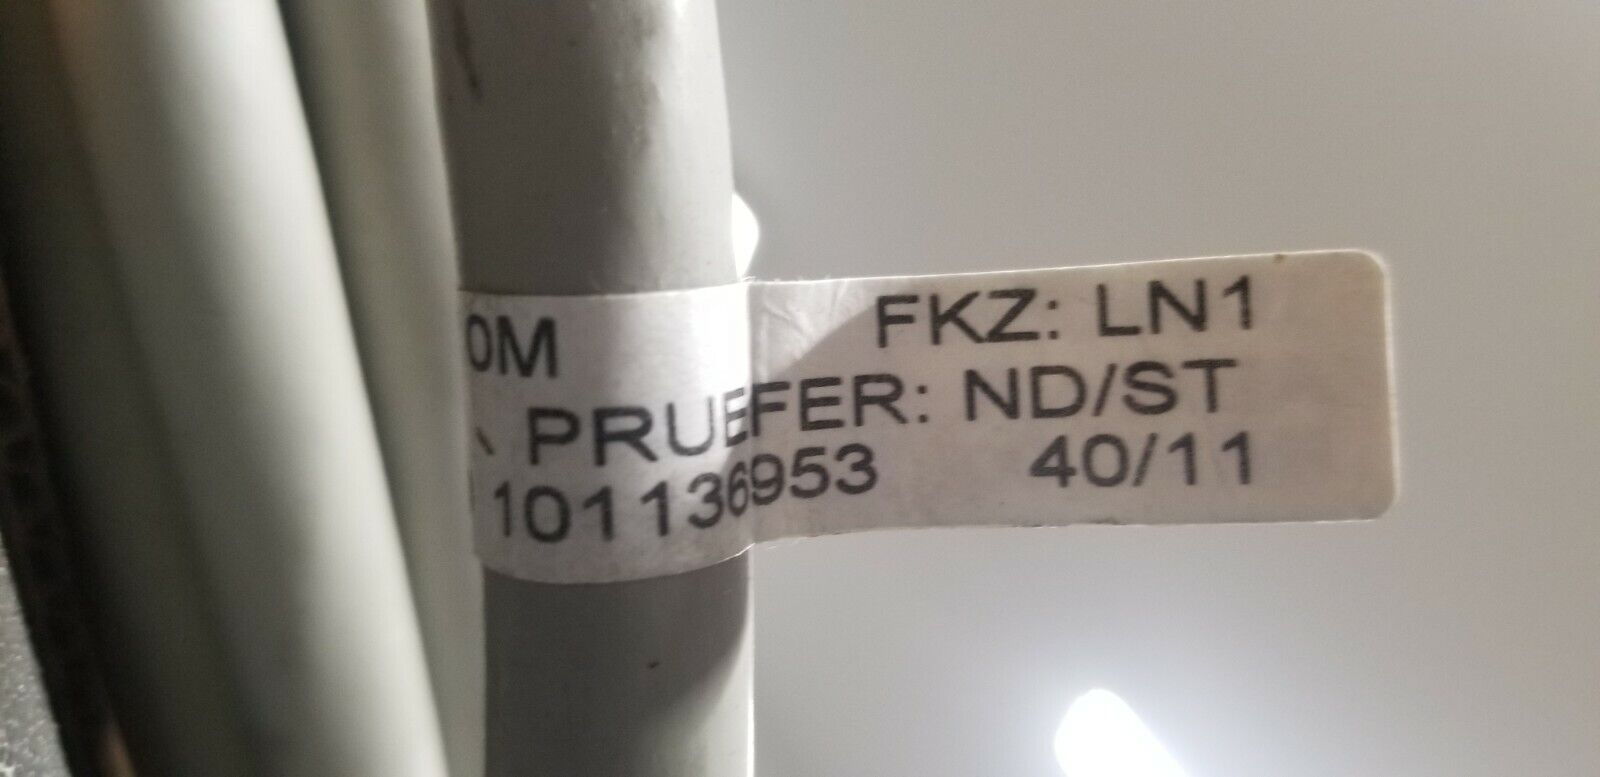 0M FKZ: LN1
PRUEFER: ND/ST
101136953 40/11